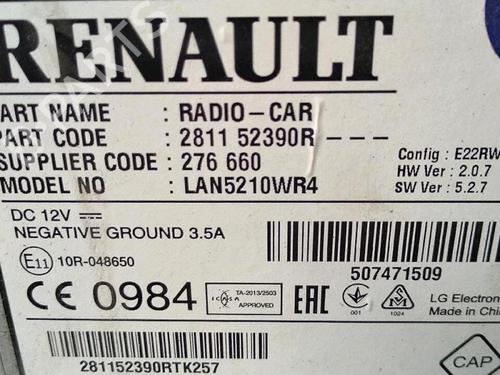 RENAULT
ART NAME : RADIO-CAR
PART CODE : 281152390R---
SUPPLIER CODE : 276 660
MODEL NO : LAN5210WR4
Config : E22RW
HW Ver : 2.0.7
SW Ver : 5.2.7
DC 12V
NEGATIVE GROUND 3.5A
E11 10R-048650
507471509
CE 0984
ICASA
TA-2013/2503
APPROVED
EAC
001
1024
LG Electron
Made in Chin
281152390RTK257
CAP